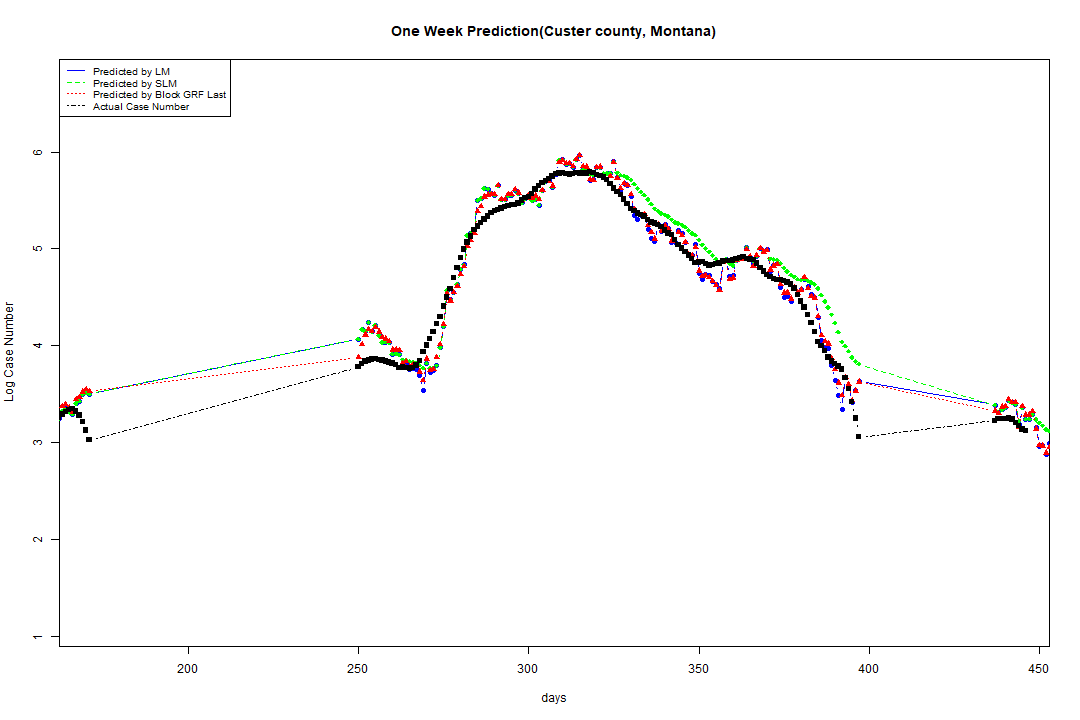 One Week Prediction(Custer county, Montana)
Predicted by LM
Predicted by SLM
Predicted by Block GRF Last
Actual Case Number
Log Case Number
6
5
4
3
2
1
200
250
300
350
400
450
days